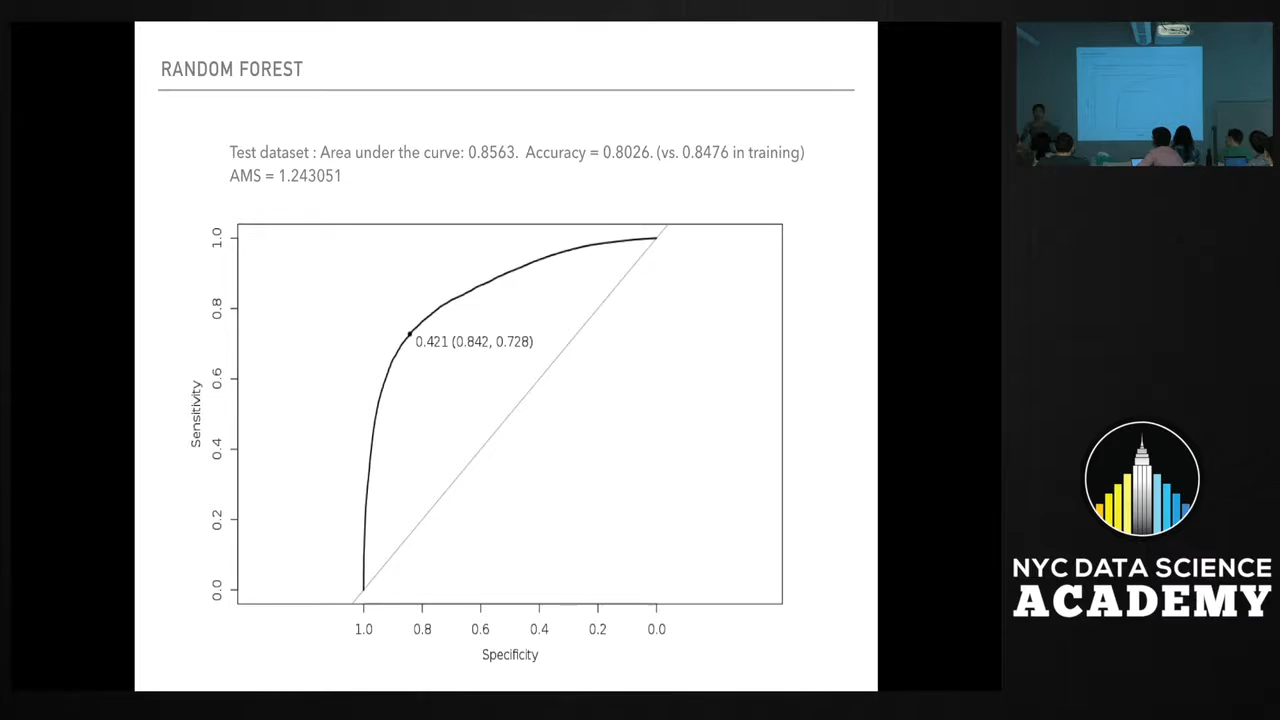 RANDOM FOREST
Test dataset : Area under the curve: 0.8563. Accuracy = 0.8026. (vs. 0.8476 in training)
AMS = 1.243051
1.0
0.8
0.6
0.4
0.2
0.0
Sensitivity
0.421 (0.842, 0.728)
1.0 0.8 0.6 0.4 0.2 0.0
Specificity
NYC DATA SCIENCE
ACADEMY